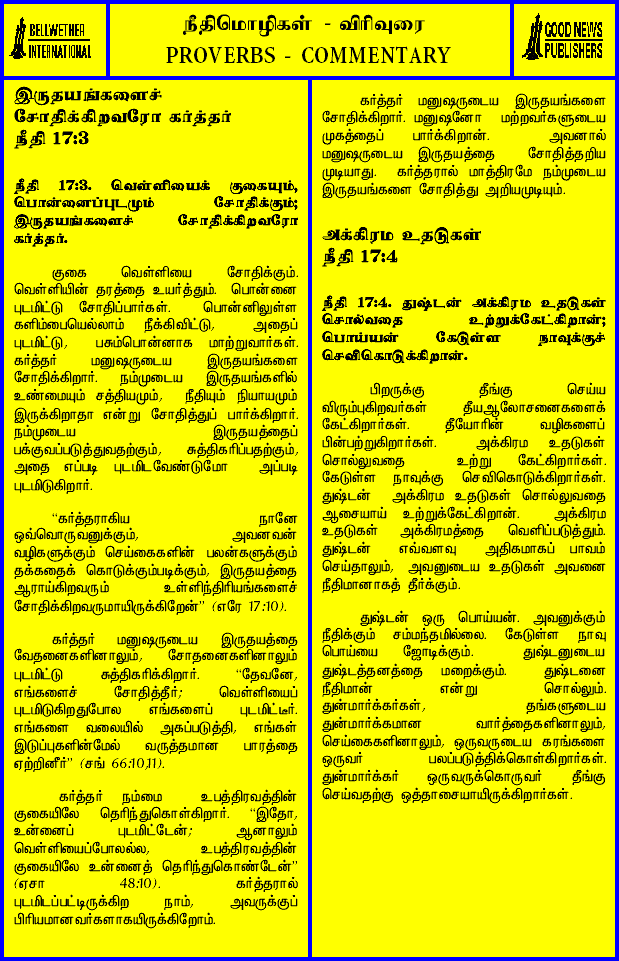 BELLWETHER
INTERNATIONAL
நீதிமொழிகள் - விரிவுரை
PROVERBS - COMMENTARY
GOOD NEWS
PUBLISHERS
இருதயங்களைச்
சோதிக்கிறவரோ கர்த்தர்
நீதி 17:3
நீதி 17:3. வெள்ளியைக் குகையும்,
பொன்னைப்புடமும் சோதிக்கும்;
இருதயங்களைச் சோதிக்கிறவரோ
கர்த்தர்.
குகை வெள்ளியை சோதிக்கும்.
வெள்ளியின் தரத்தை உயர்த்தும். பொன்னை
புடமிட்டு சோதிப்பார்கள். பொன்னிலுள்ள
களிம்பையெல்லாம் நீக்கிவிட்டு, அதைப்
புடமிட்டு, பசும்பொன்னாக மாற்றுவார்கள்.
கர்த்தர் மனுஷருடைய இருதயங்களை
சோதிக்கிறார். நம்முடைய இருதயங்களில்
உண்மையும் சத்தியமும், நீதியும் நியாயமும்
இருக்கிறாதா என்று சோதித்துப் பார்க்கிறார்.
நம்முடைய இருதயத்தைப்
பக்குவப்படுத்துவதற்கும், சுத்திகரிப்பதற்கும்,
அதை எப்படி புடமிடவேண்டுமோ அப்படி
புடமிடுகிறார்.
“கர்த்தராகிய நானே
ஒவ்வொருவனுக்கும், அவனவன்
வழிகளுக்கும் செய்கைகளின் பலன்களுக்கும்
தக்கதைக் கொடுக்கும்படிக்கும், இருதயத்தை
ஆராய்கிறவரும் உள்ளிந்திரியங்களைச்
சோதிக்கிறவருமாயிருக்கிறேன்” (எரே 17:10).
கர்த்தர் மனுஷருடைய இருதயத்தை
வேதனைகளினாலும், சோதனைகளினாலும்
புடமிட்டு சுத்திகரிக்கிறார். “தேவனே,
எங்களைச் சோதித்தீர்; வெள்ளியைப்
புடமிடுகிறதுபோல எங்களைப் புடமிட்டீர்.
எங்களை வலையில் அகப்படுத்தி, எங்கள்
இடுப்புகளின்மேல் வருத்தமான பாரத்தை
ஏற்றினீர்” (சங் 66:10,11).
கர்த்தர் நம்மை உபத்திரவத்தின்
குகையிலே தெரிந்துகொள்கிறார். “இதோ,
உன்னைப் புடமிட்டேன்; ஆனாலும்
வெள்ளியைப்போலல்ல, உபத்திரவத்தின்
குகையிலே உன்னைத் தெரிந்துகொண்டேன்”
(ஏசா 48:10). கர்த்தரால்
புடமிடப்பட்டிருக்கிற நாம், அவருக்குப்
பிரியமானவர்களாகயிருக்கிறோம்.
கர்த்தர் மனுஷருடைய இருதயங்களை
சோதிக்கிறார். மனுஷனோ மற்றவர்களுடைய
முகத்தைப் பார்க்கிறான். அவனால்
மனுஷருடைய இருதயத்தை சோதித்தறிய
முடியாது. கர்த்தரால் மாத்திரமே நம்முடைய
இருதயங்களை சோதித்து அறியமுடியும்.
அக்கிரம உதடுகள்
நீதி 17:4
நீதி 17:4. துஷ்டன் அக்கிரம உதடுகள்
சொல்வதை உற்றுக்கேட்கிறான்;
பொய்யன் கேடுள்ள நாவுக்குச்
செவிகொடுக்கிறான்.
பிறருக்கு தீங்கு செய்ய
விரும்புகிறவர்கள் தீயஆலோசனைகளைக்
கேட்கிறார்கள். தீயோரின் வழிகளைப்
பின்பற்றுகிறார்கள். அக்கிரம உதடுகள்
சொல்லுவதை உற்று கேட்கிறார்கள்.
கேடுள்ள நாவுக்கு செவிகொடுக்கிறார்கள்.
துஷ்டன் அக்கிரம உதடுகள் சொல்லுவதை
ஆசையாய் உற்றுக்கேட்கிறான். அக்கிரம
உதடுகள் அக்கிரமத்தை வெளிப்படுத்தும்.
துஷ்டன் எவ்வளவு அதிகமாகப் பாவம்
செய்தாலும், அவனுடைய உதடுகள் அவனை
நீதிமானாகத் தீர்க்கும்.
துஷ்டன் ஒரு பொய்யன். அவனுக்கும்
நீதிக்கும் சம்மந்தமில்லை. கேடுள்ள நாவு
பொய்யை ஜோடிக்கும். துஷ்டனுடைய
துஷ்டத்தனத்தை மறைக்கும். துஷ்டனை
நீதிமான் என்று சொல்லும்.
துன்மார்க்கர்கள், தங்களுடைய
துன்மார்க்கமான வார்த்தைகளினாலும்,
செய்கைகளினாலும், ஒருவருடைய கரங்களை
ஒருவர் பலப்படுத்திக்கொள்கிறார்கள்.
துன்மார்க்கர் ஒருவருக்கொருவர் தீங்கு
செய்வதற்கு ஒத்தாசையாயிருக்கிறார்கள்.